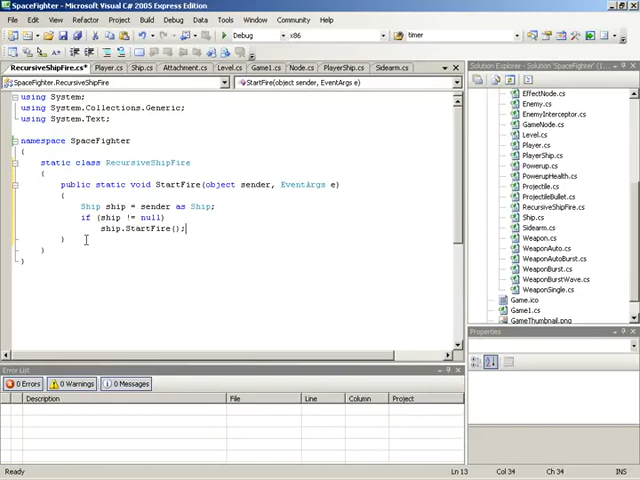 SpaceFighter - Microsoft Visual C# 2005 Express Edition
File Edit View Refactor Project Build Debug Data Tools Window Community Help
Debug x86 timer
RecursiveShipFire.cs* Player.cs Ship.cs Attachment.cs Level.cs Game1.cs Node.cs PlayerShip.cs Sidearm.cs
SpaceFighter.RecursiveShipFire StartFire(object sender, EventArgs e)
using System;
using System.Collections.Generic;
using System.Text;
namespace SpaceFighter
{
static class RecursiveShipFire
{
public static void StartFire(object sender, EventArgs e)
{
Ship ship = sender as Ship;
if (ship != null)
ship.StartFire();
}
}
}
Solution Explorer - SpaceFighter (1...
EffectNode.cs
Enemy.cs
EnemyInterceptor.cs
GameNode.cs
Level.cs
Player.cs
PlayerShip.cs
Powerup.cs
PowerupHealth.cs
Projectile.cs
ProjectileBullet.cs
RecursiveShipFire.cs
Ship.cs
Sidearm.cs
Weapon.cs
WeaponAutoBurst.cs
WeaponBurst.cs
WeaponBurstWave.cs
WeaponSingle.cs
Game.ico
Game1.cs
GameThumbnail.png
Properties
Error List
0 Errors 0 Warnings 0 Messages
Description File Line Column Project
Ready Ln 13 Col 34 Ch 34 INS